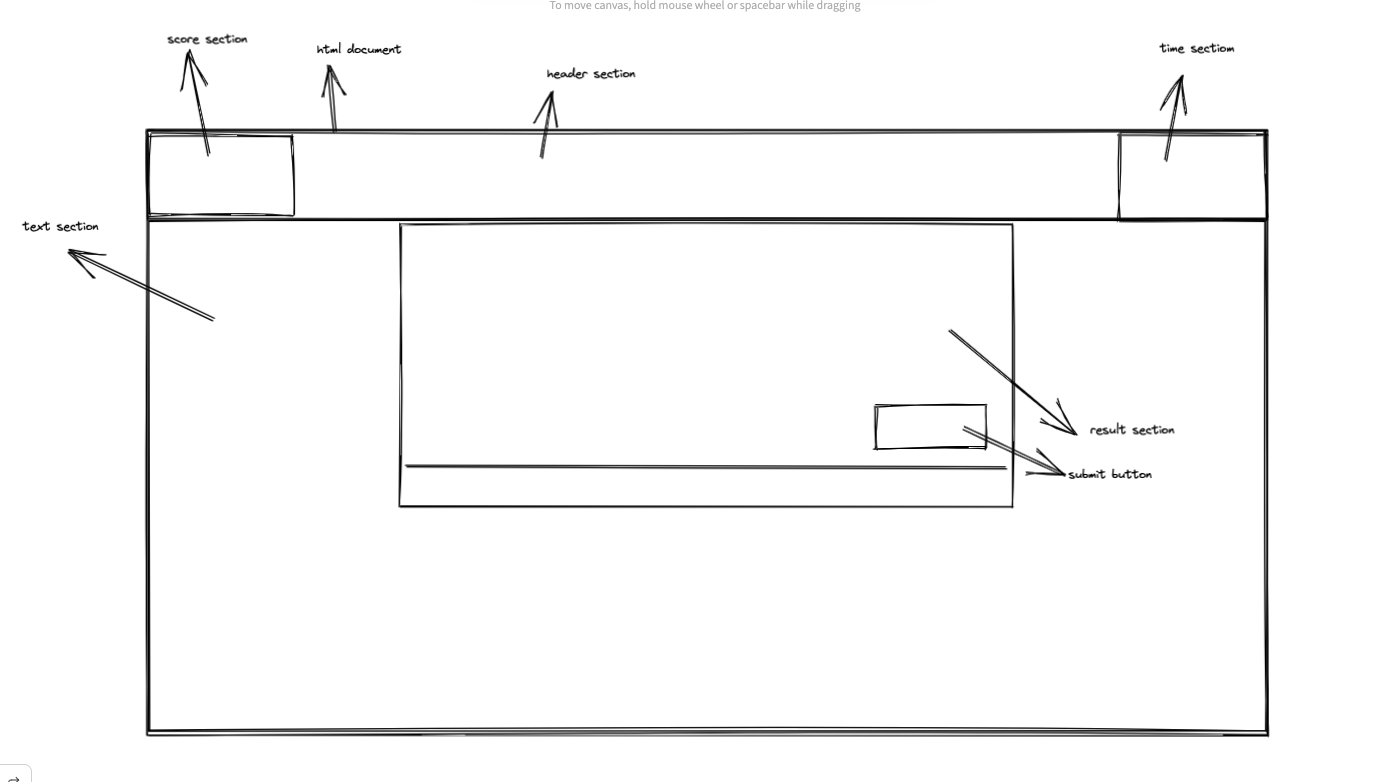 To move canvas, hold mouse wheel or spacebar while dragging
score section
html document
time sectiom
header section
text section
result section
submit button